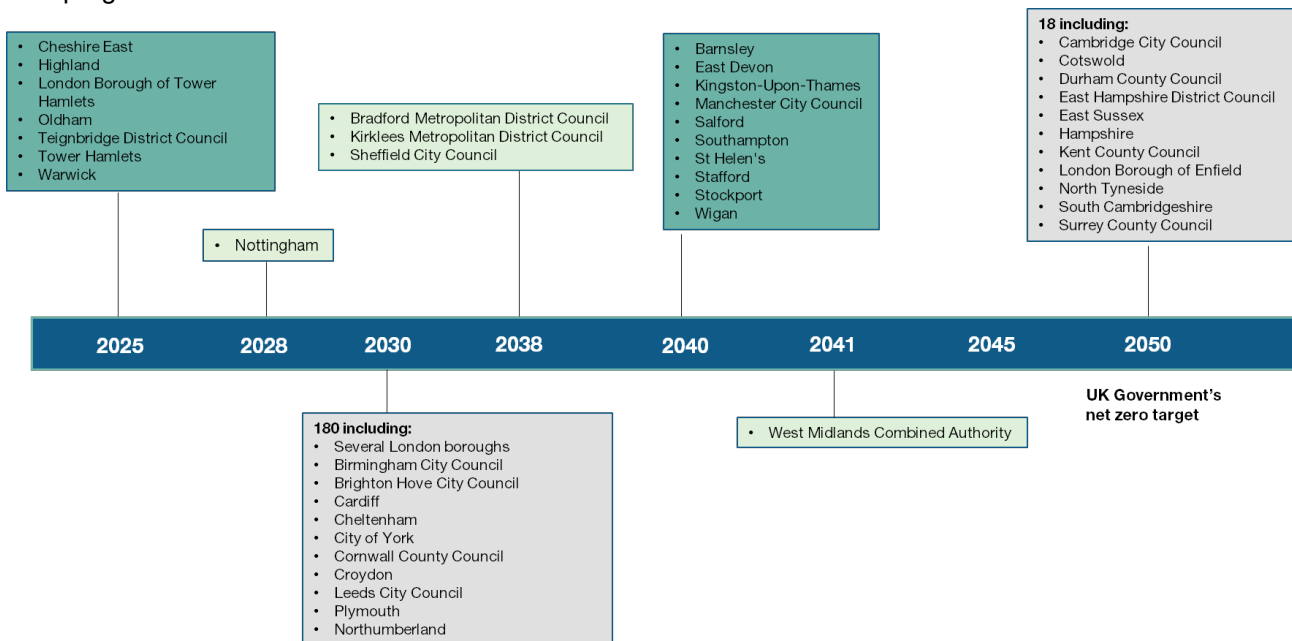 18 including:
• Cambridge City Council
• Cotswold
• Durham County Council
• East Hampshire District Council
• East Sussex
• Hampshire
• Kent County Council
• London Borough of Enfield
• North Tyneside
• South Cambridgeshire
• Surrey County Council
• Cheshire East
• Highland
• London Borough of Tower
Hamlets
• Oldham
• Teignbridge District Council
• Tower Hamlets
• Warwick
• Barnsley
• East Devon
• Kingston-Upon-Thames
• Manchester City Council
• Salford
• Southampton
• St Helen's
• Stafford
• Stockport
• Wigan
• Bradford Metropolitan District Council
• Kirklees Metropolitan District Council
• Sheffield City Council
• Nottingham
2025 2028 2030 2038 2040 2041 2045 2050
UK Government's
net zero target
• West Midlands Combined Authority
180 including:
• Several London boroughs
• Birmingham City Council
• Brighton Hove City Council
• Cardiff
• Cheltenham
• City of York
• Cornwall County Council
• Croydon
• Leeds City Council
• Plymouth
• Northumberland